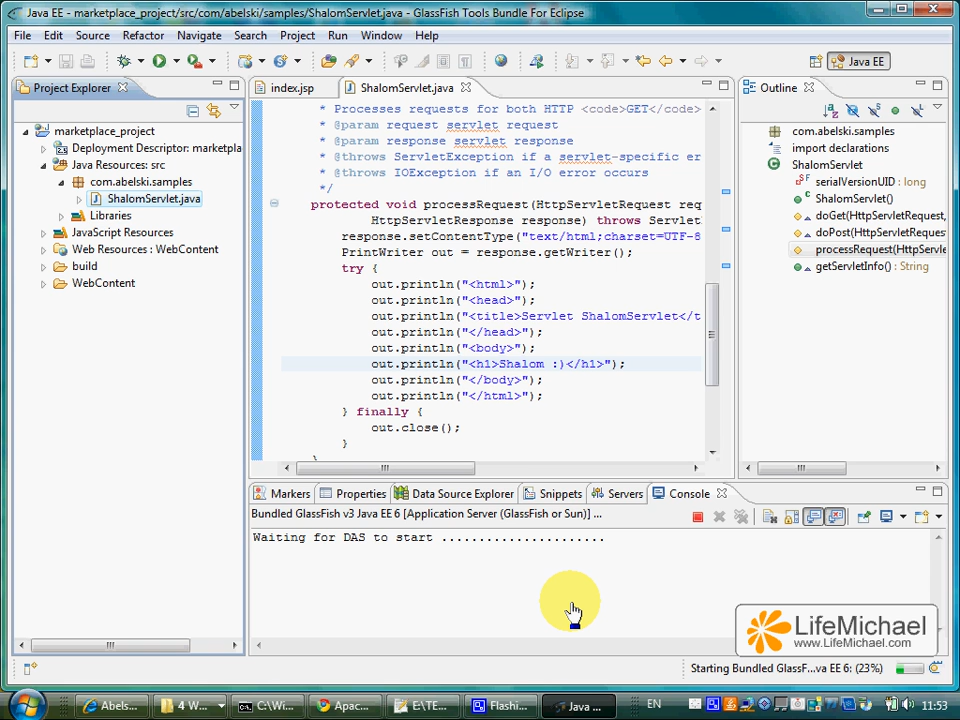 Java EE - marketplace_project/src/com/abelski/samples/ShalomServlet.java - GlassFish Tools Bundle For Eclipse
File Edit Source Refactor Navigate Search Project Run Window Help
Java EE
Project Explorer
marketplace_project
Deployment Descriptor: marketpla
Java Resources: src
com.abelski.samples
ShalomServlet.java
Libraries
JavaScript Resources
Web Resources : WebContent
build
WebContent
index.jsp ShalomServlet.java
* Processes requests for both HTTP <code>GET</code>
* @param request servlet request
* @param response servlet response
* @throws ServletException if a servlet-specific er
* @throws IOException if an I/O error occurs
*/
protected void processRequest(HttpServletRequest req
HttpServletResponse response) throws Servlet
response.setContentType("text/html;charset=UTF-8
PrintWriter out = response.getWriter();
try {
out.println("<html>");
out.println("<head>");
out.println("<title>Servlet ShalomServlet</t
out.println("</head>");
out.println("<body>");
out.println("<h1>Shalom :)</h1>");
out.println("</body>");
out.println("</html>");
} finally {
out.close();
}
Outline
com.abelski.samples
import declarations
ShalomServlet
serialVersionUID : long
ShalomServlet()
doGet(HttpServletRequest,
doPost(HttpServletRequest
processRequest(HttpServle
getServletInfo() : String
Markers Properties Data Source Explorer Snippets Servers Console
Bundled GlassFish v3 Java EE 6 [Application Server (GlassFish or Sun)] ...
Waiting for DAS to start ......................
LifeMichael
www.LifeMichael.com
Starting Bundled GlassF...va EE 6: (23%)
Abels... 4 W... C:\Wi... Apac... E:\TE... Flashi... Java ... EN 11:53